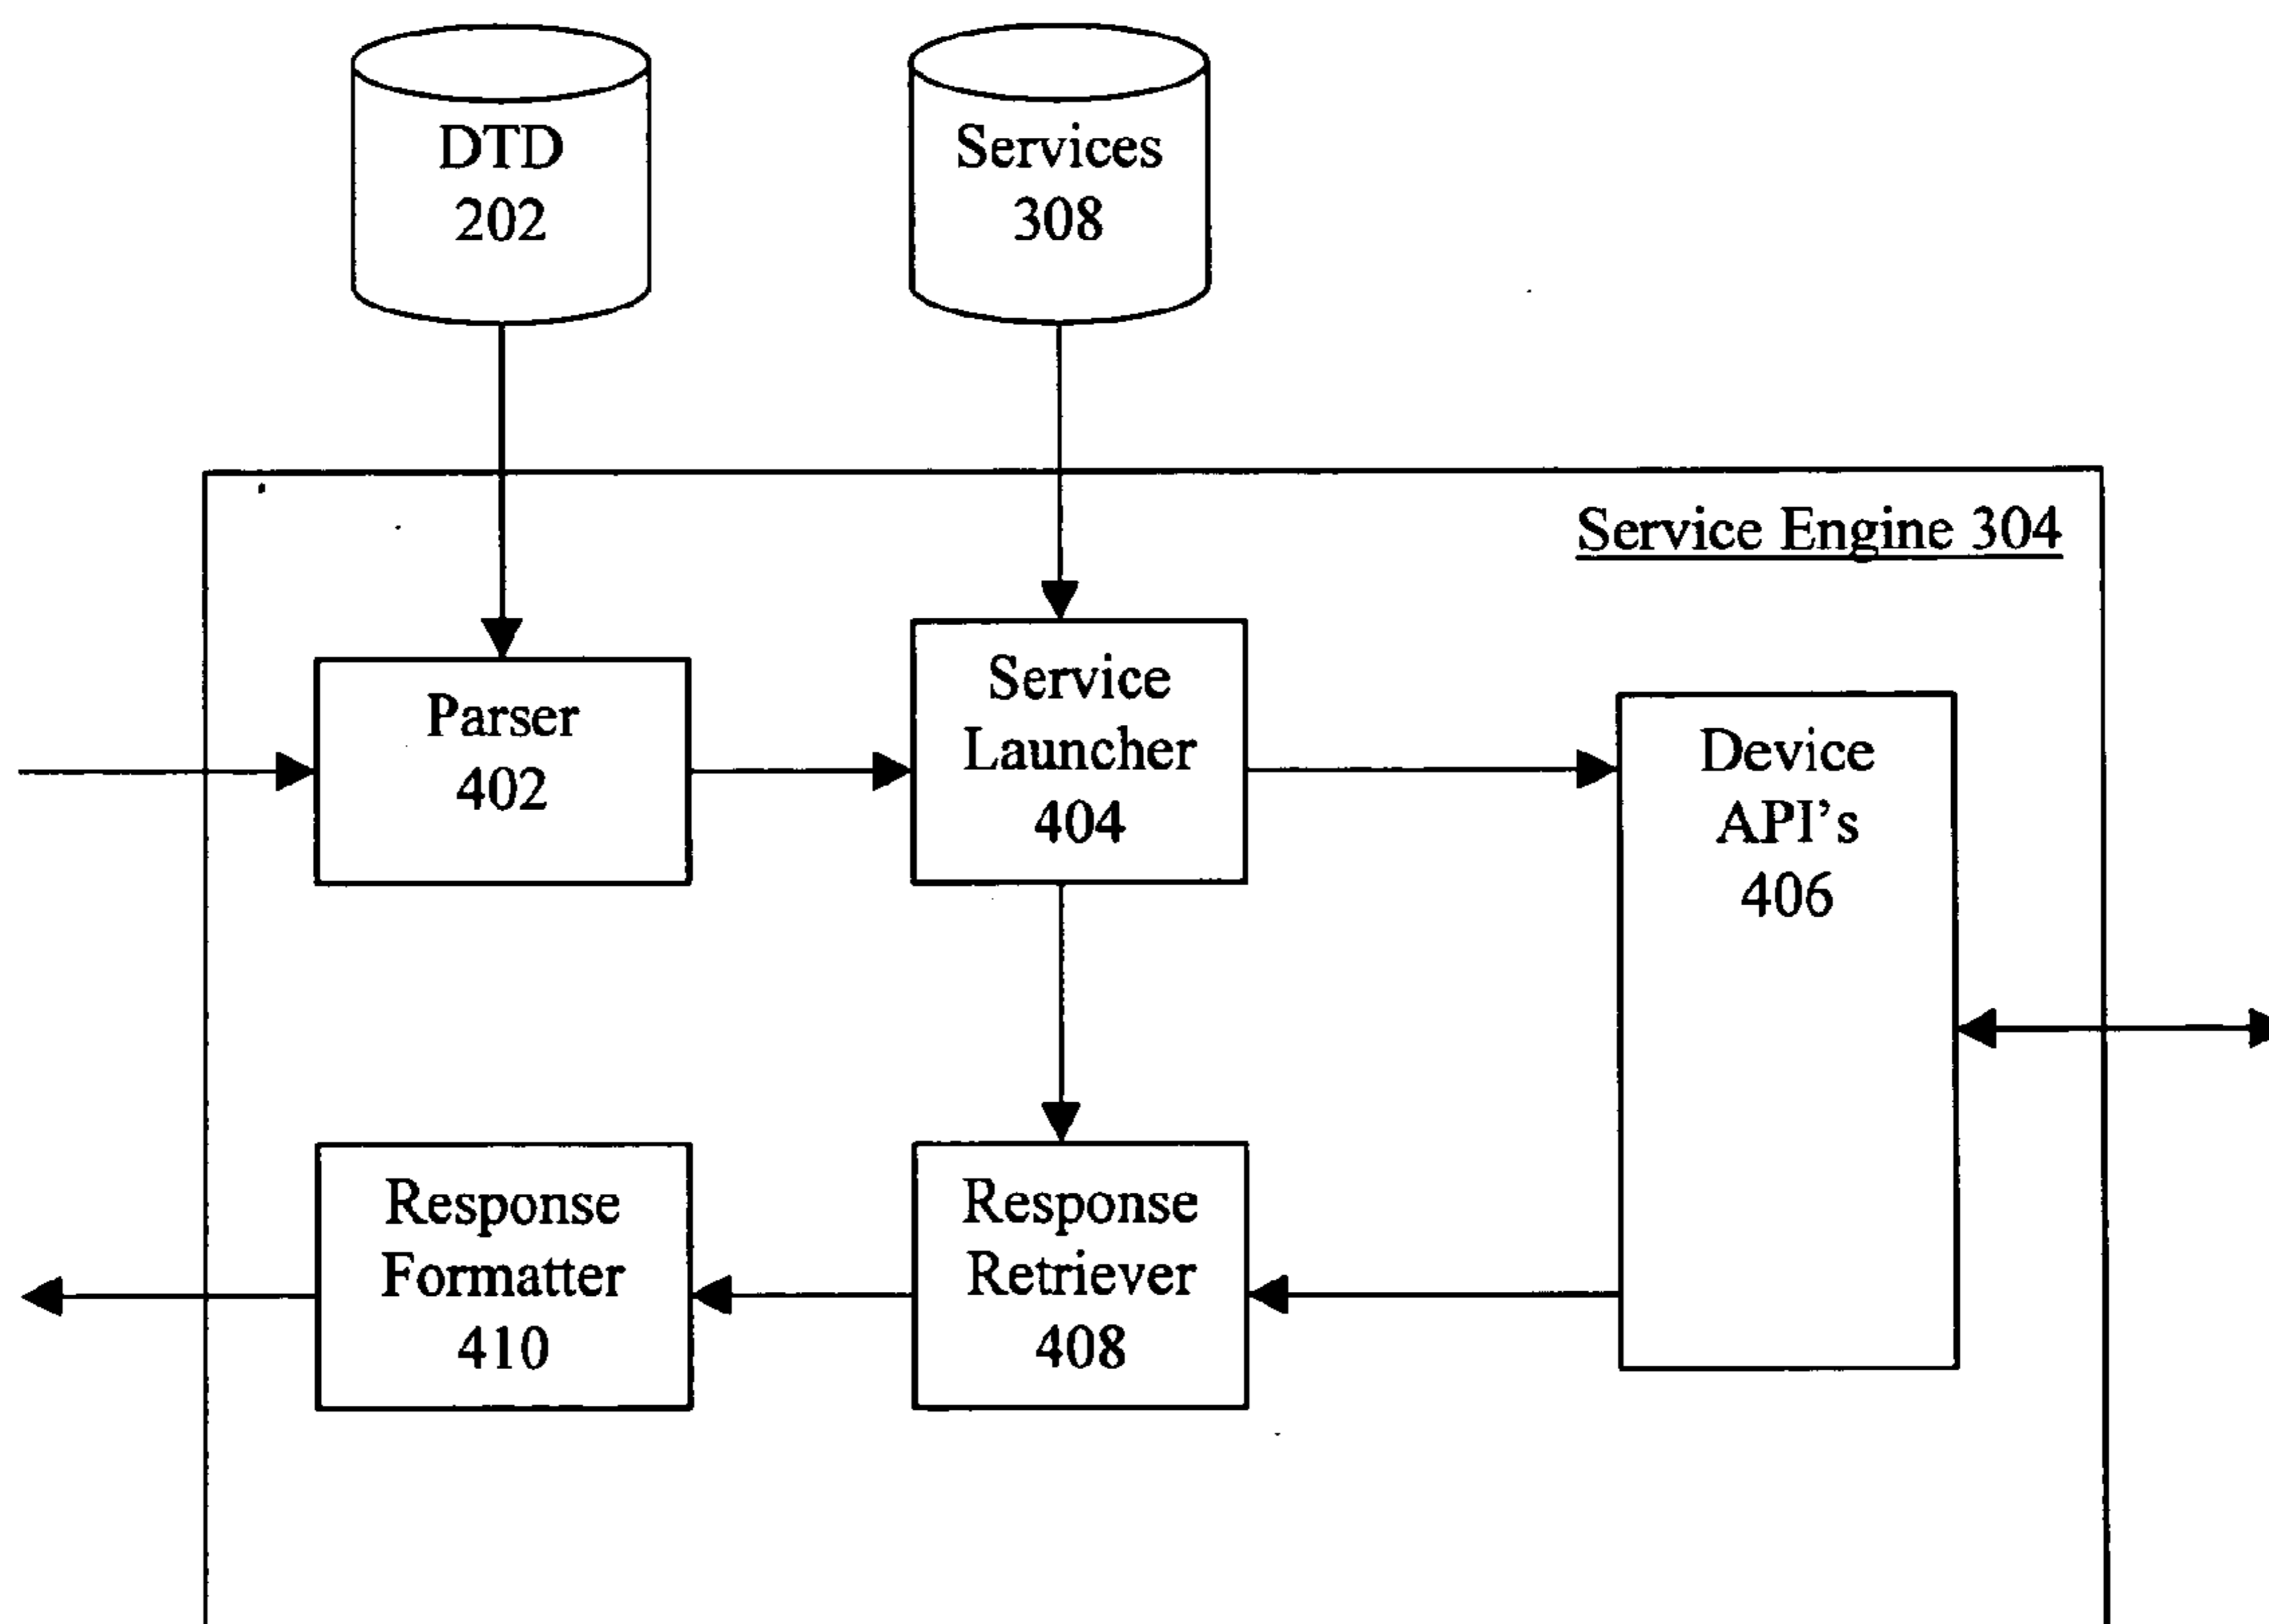 DTD
202
Services
308
Service Engine 304
Parser
402
Service
Launcher
404
Device
API's
406
Response
Formatter
410
Response
Retriever
408